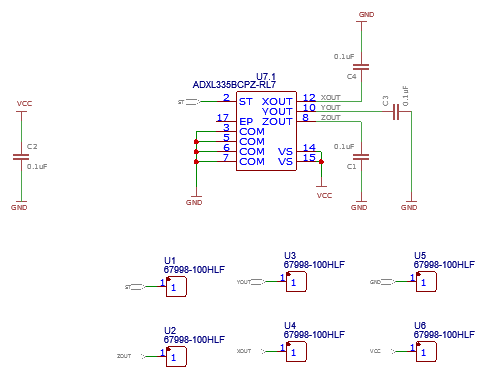 GND
0.1uF
C4
U7.1
ADXL335BCPZ-RL7
ST 2 ST XOUT 12 XOUT
YOUT 10 YOUT
C3
0.1uF
17 EP ZOUT 8 ZOUT
3 COM
5 COM
6 COM VS 14
7 COM VS 15
VCC
C2
0.1uF
GND
0.1uF
C1
GND
VCC
GND
GND
U1
67998-100HLF
ST 1 1
U3
67998-100HLF
YOUT 1 1
U5
67998-100HLF
GND 1 1
U2
67998-100HLF
ZOUT 1 1
U4
67998-100HLF
XOUT 1 1
U6
67998-100HLF
VCC 1 1